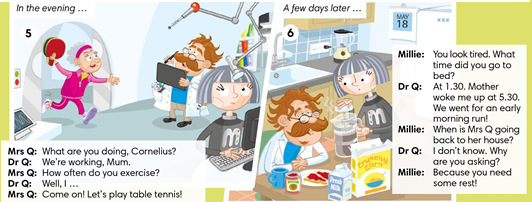 In the evening …
5
M
Mrs Q: What are you doing, Cornelius?
Dr Q: We're working, Mum.
Mrs Q: How often do you exercise?
Dr Q: Well, I …
Mrs Q: Come on! Let's play table tennis!
A few days later …
6
MAY
18
m
CRUNCHY
CORN
Millie: You look tired. What
time did you go to
bed?
Dr Q: At 1.30. Mother
woke me up at 5.30.
We went for an early
morning run!
Millie: When is Mrs Q going
back to her house?
Dr Q: I don't know. Why
are you asking?
Millie: Because you need
some rest!